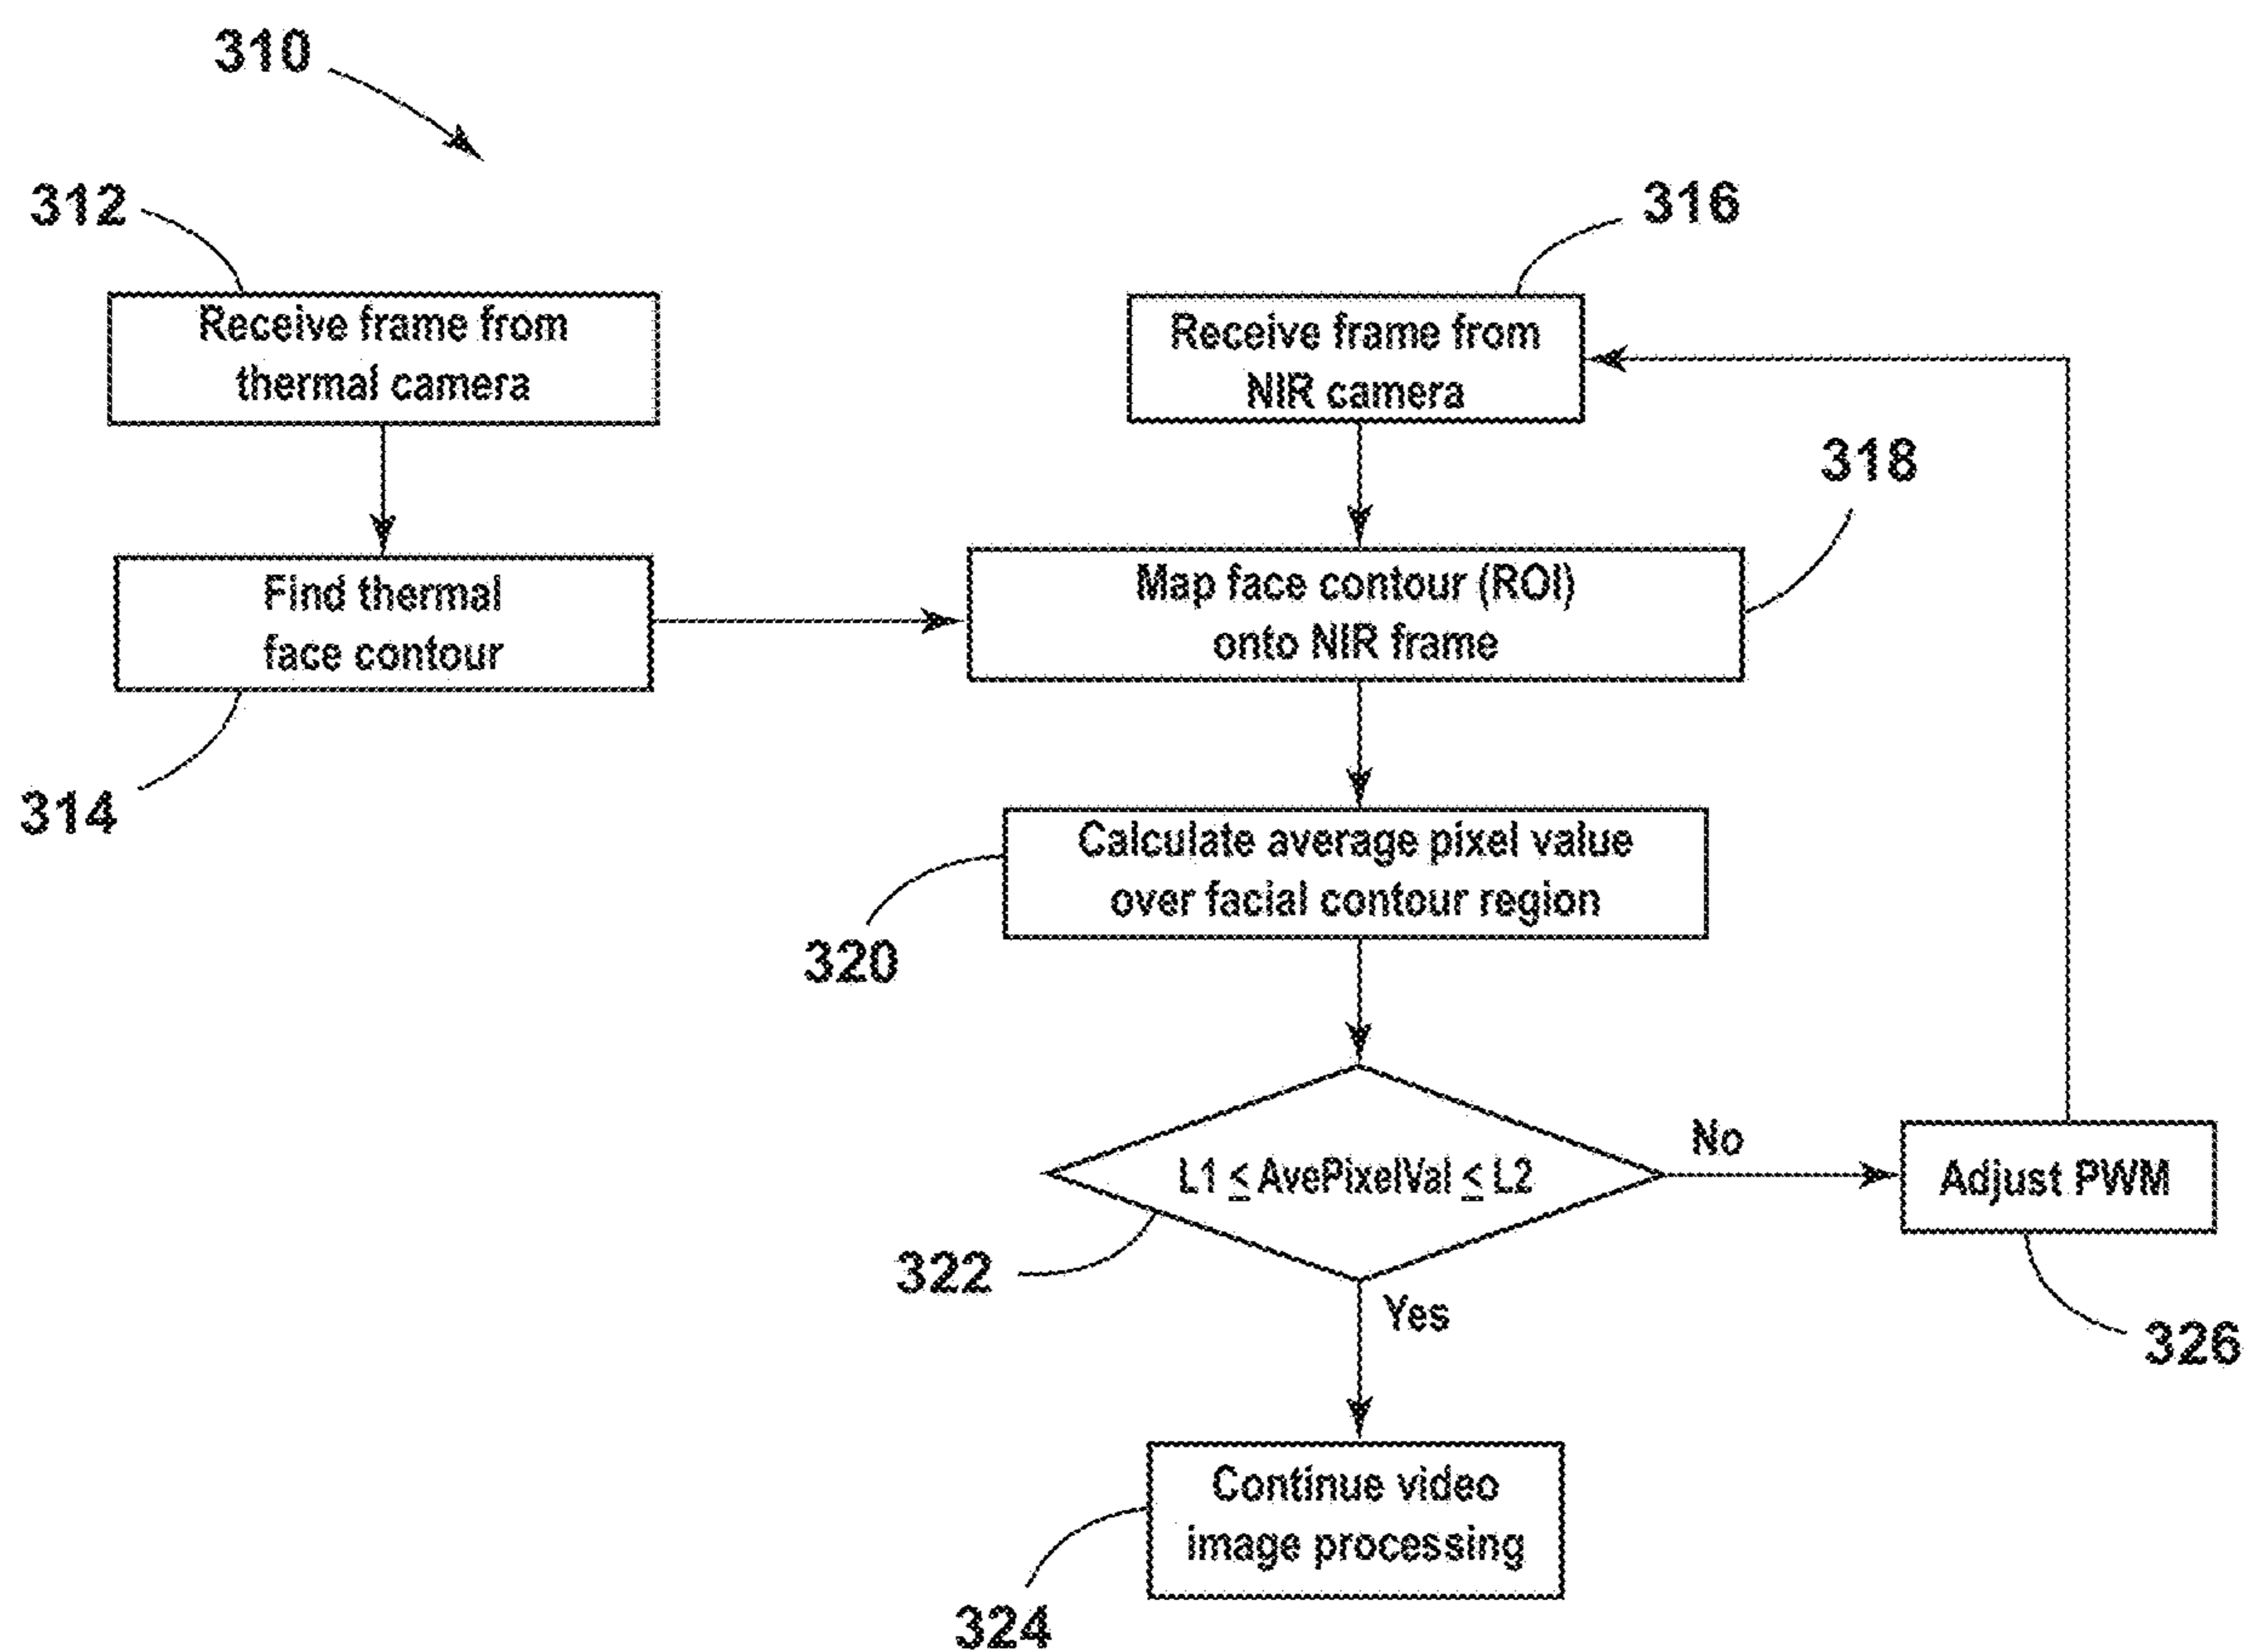 310
312
316
Receive frame from
thermal camera
Receive frame from
NIR camera
318
Find thermal
face contour
Map face contour (ROI)
onto NIR frame
314
Calculate average pixel value
over facial contour region
320
No
L1 ≤ AvePixelVal ≤ L2
Adjust PWM
322
Yes
326
Continue video
image processing
324